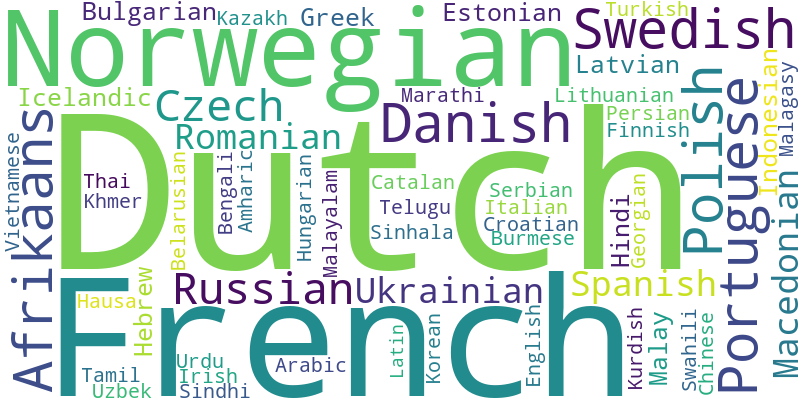 Bulgarian
Kazakh
Greek
Estonian
Turkish
Norwegian
Swedish
Latvian
Icelandic
Czech
Marathi
Lithuanian
Romanian
Danish
Persian
Finnish
Polish
Portuguese
Indonesian
Malagasy
Vietnamese
Afrikaans
Dutch
Thai
Khmer
Belarusian
Bengali
Amharic
Hungarian
Malayalam
Catalan
Telugu
Sinhala
Serbian
Italian
Croatian
Burmese
Hindi
Georgian
Macedonian
Hebrew
Hausa
Russian
Ukrainian
Spanish
French
Tamil
Uzbek
Urdu
Irish
Sindhi
Arabic
Latin
Korean
English
Kurdish
Malay
Swahili
Chinese